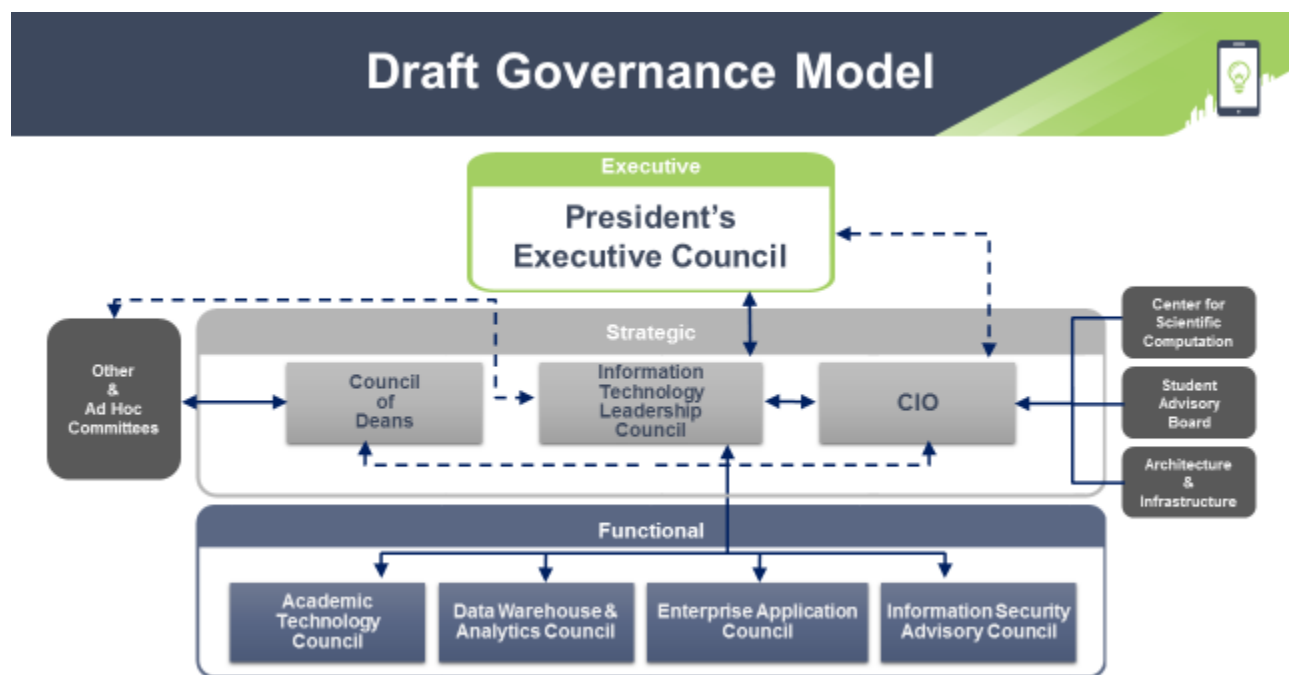 Draft Governance Model
Executive
President's
Executive Council
Strategic
Other
&
Ad Hoc
Committees
Council
of
Deans
Information
Technology
Leadership
Council
CIO
Center for
Scientific
Computation
Student
Advisory
Board
Architecture
&
Infrastructure
Functional
Academic
Technology
Council
Data Warehouse &
Analytics Council
Enterprise Application
Council
Information Security
Advisory Council